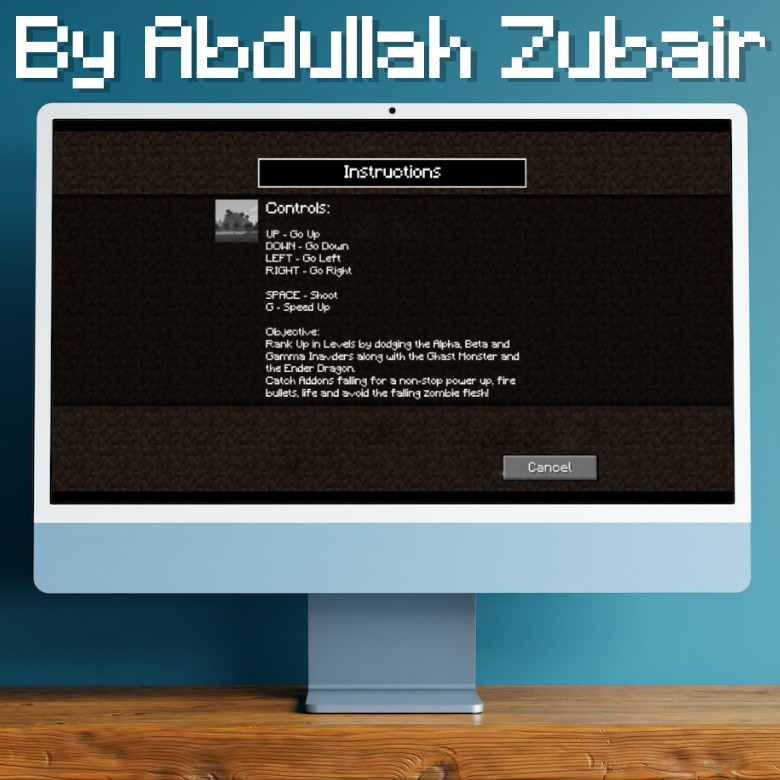 By Abdullah Zubair
Instructions
Controls:
UP - Go Up
DOWN - Go Down
LEFT - Go Left
RIGHT - Go Right
SPACE - Shoot
G - Speed Up
Objective:
Rank Up in Levels by dodging the Alpha, Beta and
Gamma Inavders along with the Ghast Monster and
the Ender Dragon.
Catch Addons falling for a non-stop power up, fire
bullets, life and avoid the falling zombie flesh!
Cancel